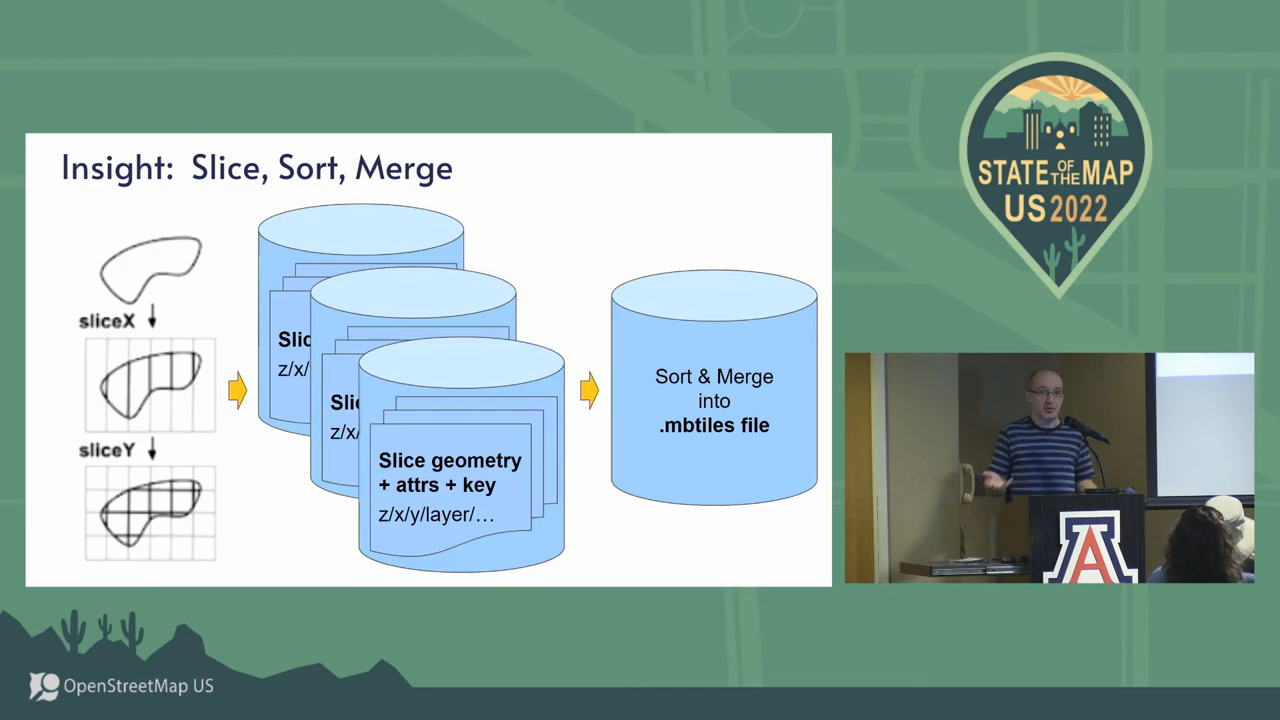 Insight: Slice, Sort, Merge
sliceX
sliceY
Slic
z/x/
Slic
z/x/
Slice geometry
+ attrs + key
z/x/y/layer/…
Sort & Merge
into
.mbtiles file
STATE OF THE MAP
US 2022
A
OpenStreetMap US